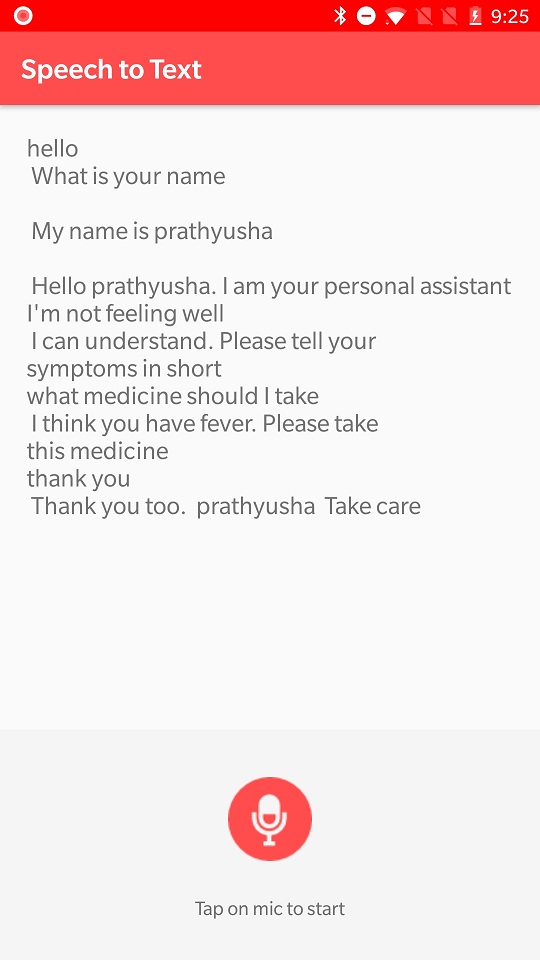 9:25
Speech to Text
hello
What is your name
My name is prathyusha
Hello prathyusha. I am your personal assistant
I'm not feeling well
I can understand. Please tell your
symptoms in short
what medicine should I take
I think you have fever. Please take
this medicine
thank you
Thank you too.  prathyusha  Take care
Tap on mic to start